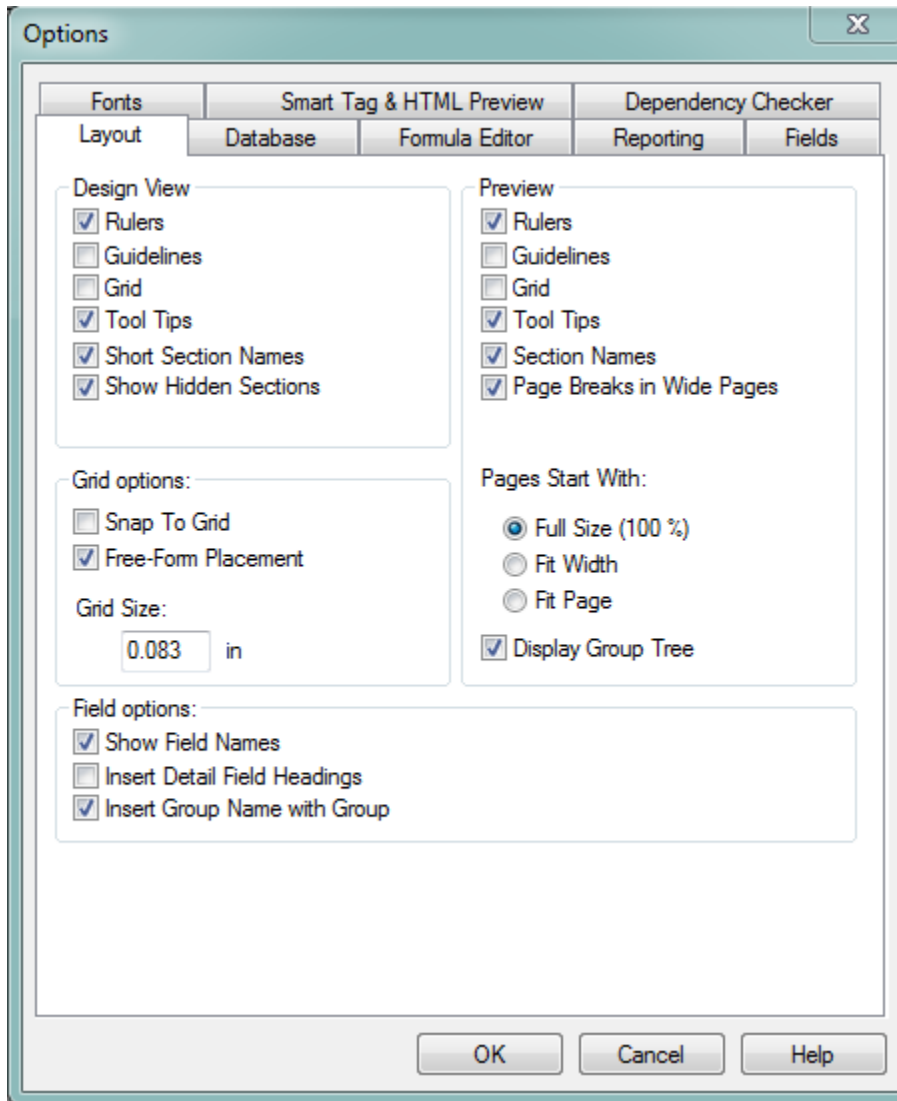 Options
Fonts
Smart Tag & HTML Preview
Dependency Checker
Layout
Database
Formula Editor
Reporting
Fields
Design View
Rulers
Guidelines
Grid
Tool Tips
Short Section Names
Show Hidden Sections
Preview
Rulers
Guidelines
Grid
Tool Tips
Section Names
Page Breaks in Wide Pages
Pages Start With:
Full Size (100 %)
Fit Width
Fit Page
Display Group Tree
Grid options:
Snap To Grid
Free-Form Placement
Grid Size:
0.083 in
Field options:
Show Field Names
Insert Detail Field Headings
Insert Group Name with Group
OK
Cancel
Help